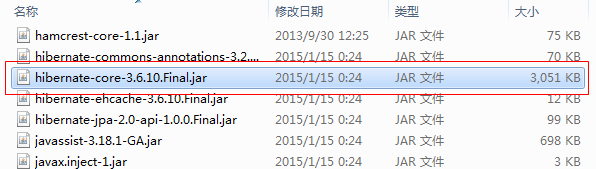 名称 修改日期 类型 大小
hamcrest-core-1.1.jar 2013/9/30 12:25 JAR 文件 75 KB
hibernate-commons-annotations-3.2.... 2015/1/15 0:24 JAR 文件 70 KB
hibernate-core-3.6.10.Final.jar 2015/1/15 0:24 JAR 文件 3,051 KB
hibernate-ehcache-3.6.10.Final.jar 2015/1/15 0:24 JAR 文件 12 KB
hibernate-jpa-2.0-api-1.0.0.Final.jar 2015/1/15 0:24 JAR 文件 99 KB
javassist-3.18.1-GA.jar 2015/1/15 0:24 JAR 文件 698 KB
javax.inject-1.jar 2015/1/15 0:24 JAR 文件 3 KB